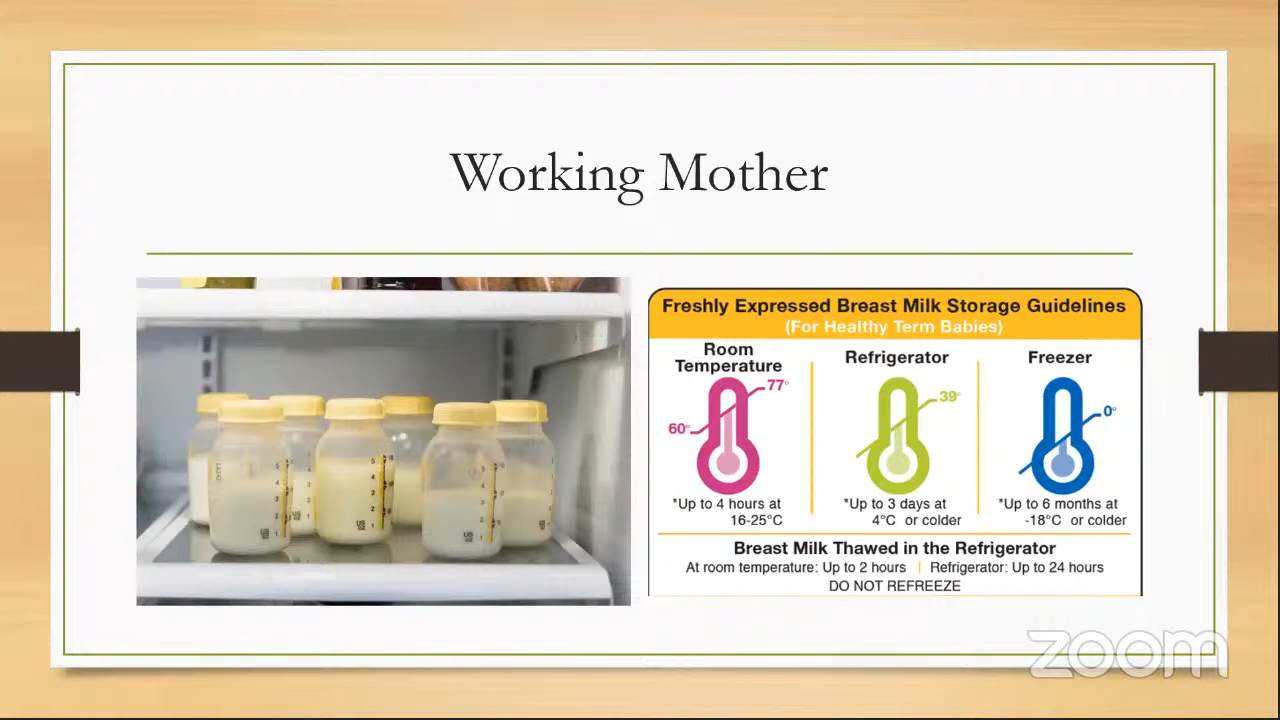 Working Mother
Freshly Expressed Breast Milk Storage Guidelines
(For Healthy Term Babies)
Room
Temperature
77°
60°
*Up to 4 hours at
16-25°C
Refrigerator
39°
*Up to 3 days at
4°C or colder
Freezer
0°
*Up to 6 months at
-18°C or colder
Breast Milk Thawed in the Refrigerator
At room temperature: Up to 2 hours | Refrigerator: Up to 24 hours
DO NOT REFREEZE
zoom